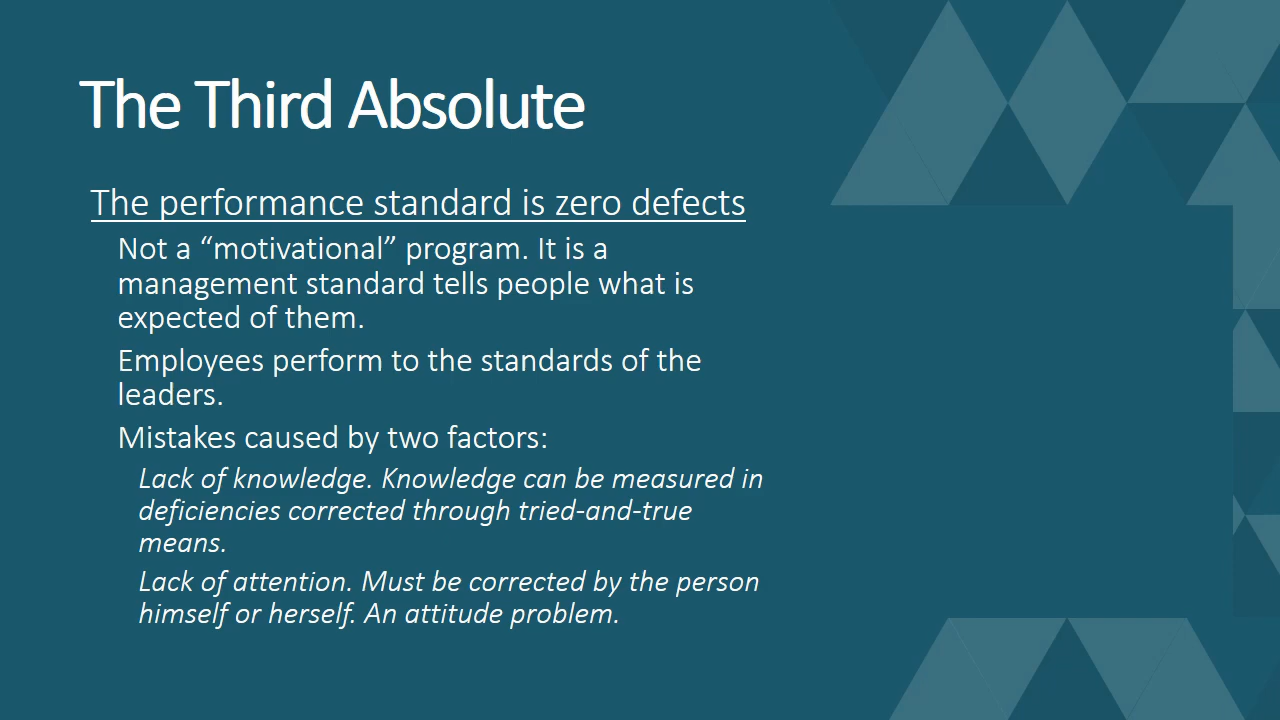 The Third Absolute
The performance standard is zero defects
Not a “motivational” program. It is a
management standard tells people what is
expected of them.
Employees perform to the standards of the
leaders.
Mistakes caused by two factors:
Lack of knowledge. Knowledge can be measured in
deficiencies corrected through tried-and-true
means.
Lack of attention. Must be corrected by the person
himself or herself. An attitude problem.